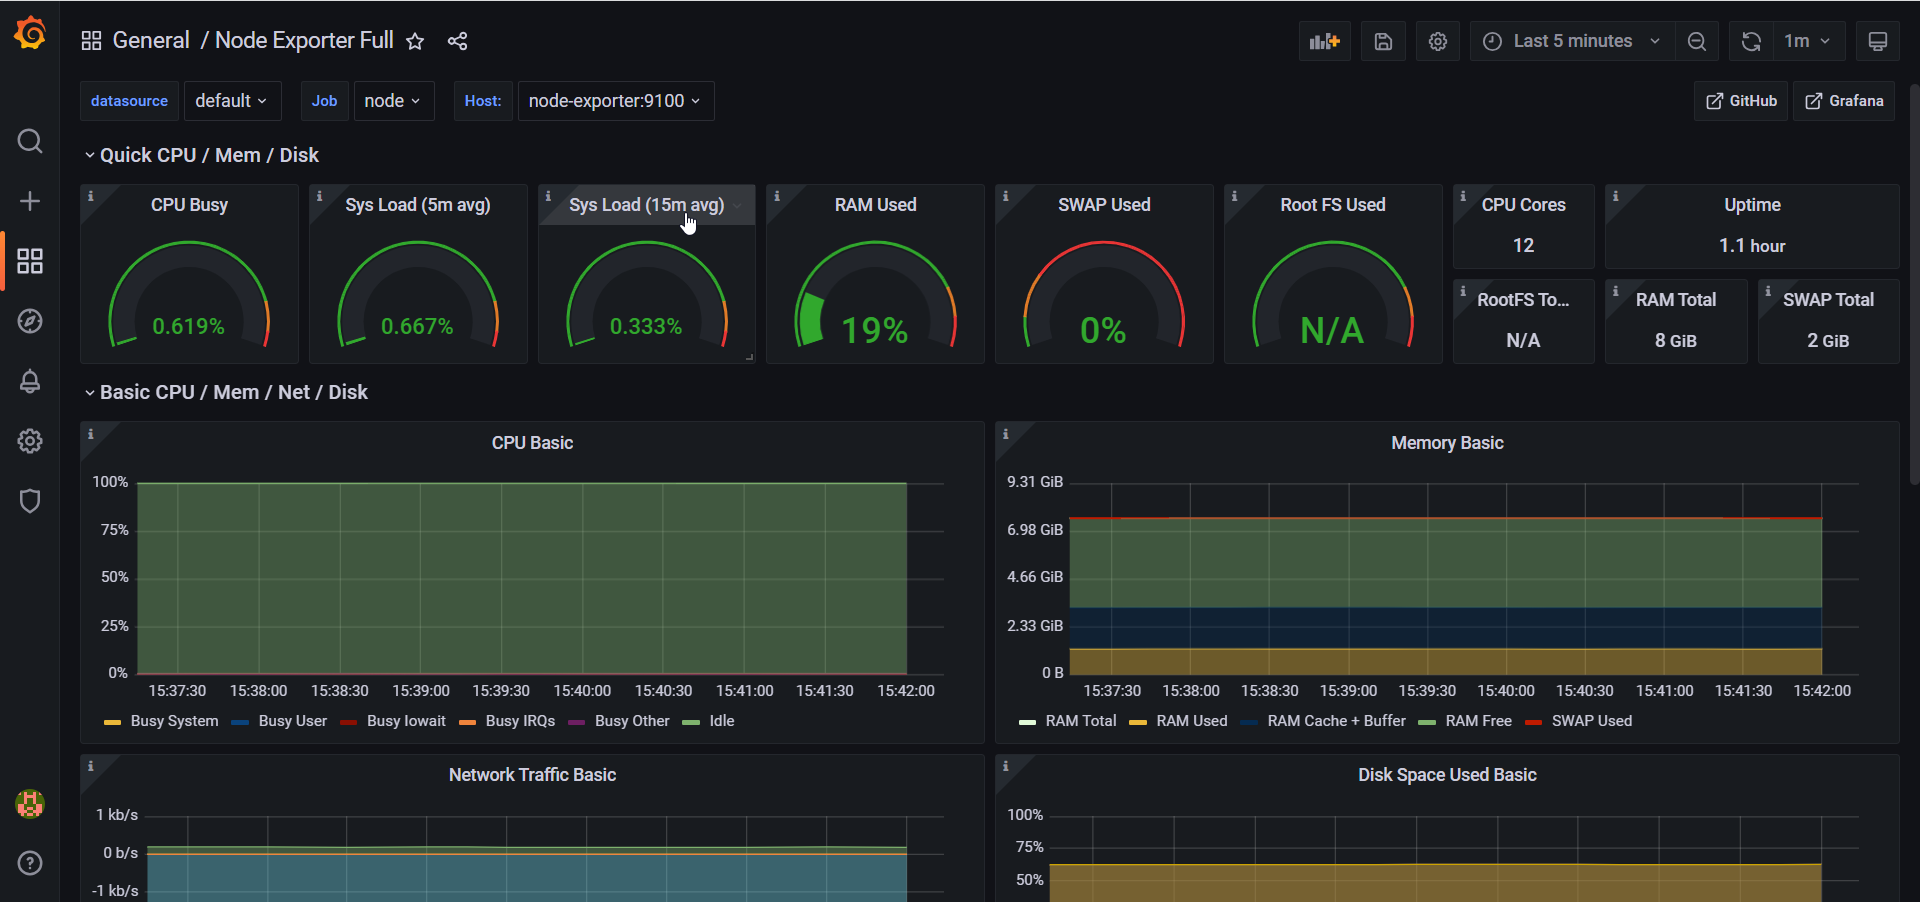 General / Node Exporter Full
Last 5 minutes
1m
datasource default Job node Host: node-exporter:9100
GitHub Grafana
Quick CPU / Mem / Disk
CPU Busy
0.619%
Sys Load (5m avg)
0.667%
Sys Load (15m avg)
0.333%
RAM Used
19%
SWAP Used
0%
Root FS Used
N/A
CPU Cores
12
Uptime
1.1 hour
RootFS To...
N/A
RAM Total
8 GiB
SWAP Total
2 GiB
Basic CPU / Mem / Net / Disk
CPU Basic
100%
75%
50%
25%
0%
15:37:30 15:38:00 15:38:30 15:39:00 15:39:30 15:40:00 15:40:30 15:41:00 15:41:30 15:42:00
Busy System Busy User Busy Iowait Busy IRQs Busy Other Idle
Memory Basic
9.31 GiB
6.98 GiB
4.66 GiB
2.33 GiB
0 B
15:37:30 15:38:00 15:38:30 15:39:00 15:39:30 15:40:00 15:40:30 15:41:00 15:41:30 15:42:00
RAM Total RAM Used RAM Cache + Buffer RAM Free SWAP Used
Network Traffic Basic
1 kb/s
0 b/s
-1 kb/s
Disk Space Used Basic
100%
75%
50%